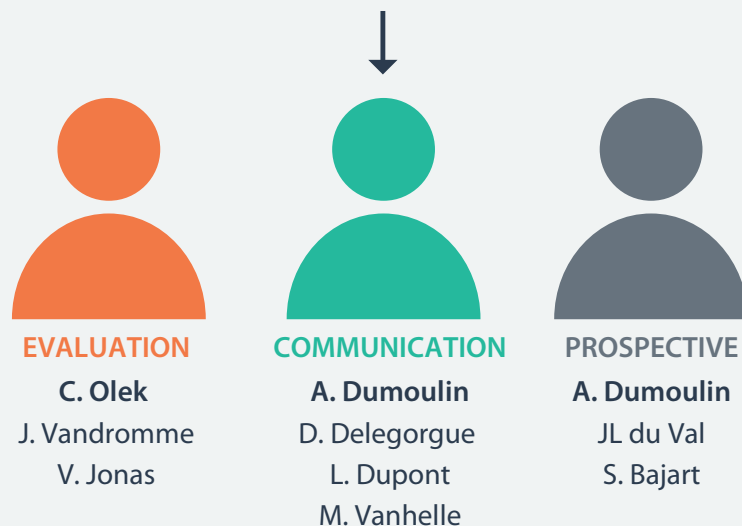 EVALUATION
C. Olek
J. Vandromme
V. Jonas
COMMUNICATION
A. Dumoulin
D. Delegorgue
L. Dupont
M. Vanhelle
PROSPECTIVE
A. Dumoulin
JL du Val
S. Bajart